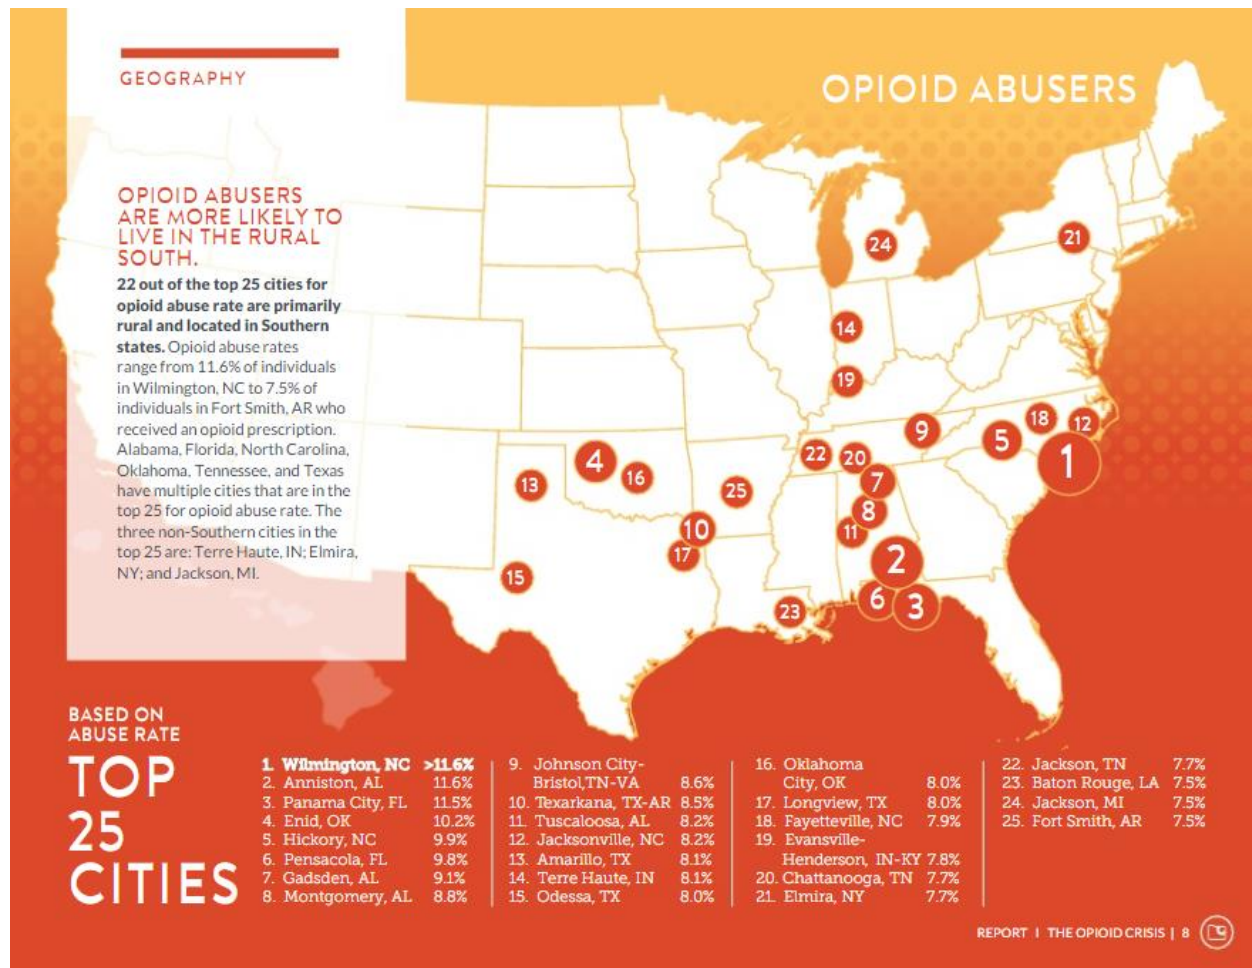 GEOGRAPHY
OPIOID ABUSERS
OPIOID ABUSERS
ARE MORE LIKELY TO
LIVE IN THE RURAL
SOUTH.
22 out of the top 25 cities for
opioid abuse rate are primarily
rural and located in Southern
states. Opioid abuse rates
range from 11.6% of individuals
in Wilmington, NC to 7.5% of
individuals in Fort Smith, AR who
received an opioid prescription.
Alabama, Florida, North Carolina,
Oklahoma, Tennessee, and Texas
have multiple cities that are in the
top 25 for opioid abuse rate. The
three non-Southern cities in the
top 25 are: Terre Haute, IN; Elmira,
NY; and Jackson, MI.
21
24
14
19
18
12
9
5
1
22
20
4
16
13
7
25
8
10
11
17
2
15
6
3
23
BASED ON
ABUSE RATE
TOP
25
CITIES
1. Wilmington, NC >11.6%
2. Anniston, AL 11.6%
3. Panama City, FL 11.5%
4. Enid, OK 10.2%
5. Hickory, NC 9.9%
6. Pensacola, FL 9.8%
7. Gadsden, AL 9.1%
8. Montgomery, AL 8.8%
9. Johnson City-
Bristol,TN-VA 8.6%
10. Texarkana, TX-AR 8.5%
11. Tuscaloosa, AL 8.2%
12. Jacksonville, NC 8.2%
13. Amarillo, TX 8.1%
14. Terre Haute, IN 8.1%
15. Odessa, TX 8.0%
16. Oklahoma
City, OK 8.0%
17. Longview, TX 8.0%
18. Fayetteville, NC 7.9%
19. Evansville-
Henderson, IN-KY 7.8%
20. Chattanooga, TN 7.7%
21. Elmira, NY 7.7%
22. Jackson, TN 7.7%
23. Baton Rouge, LA 7.5%
24. Jackson, MI 7.5%
25. Fort Smith, AR 7.5%
REPORT | THE OPIOID CRISIS | 8